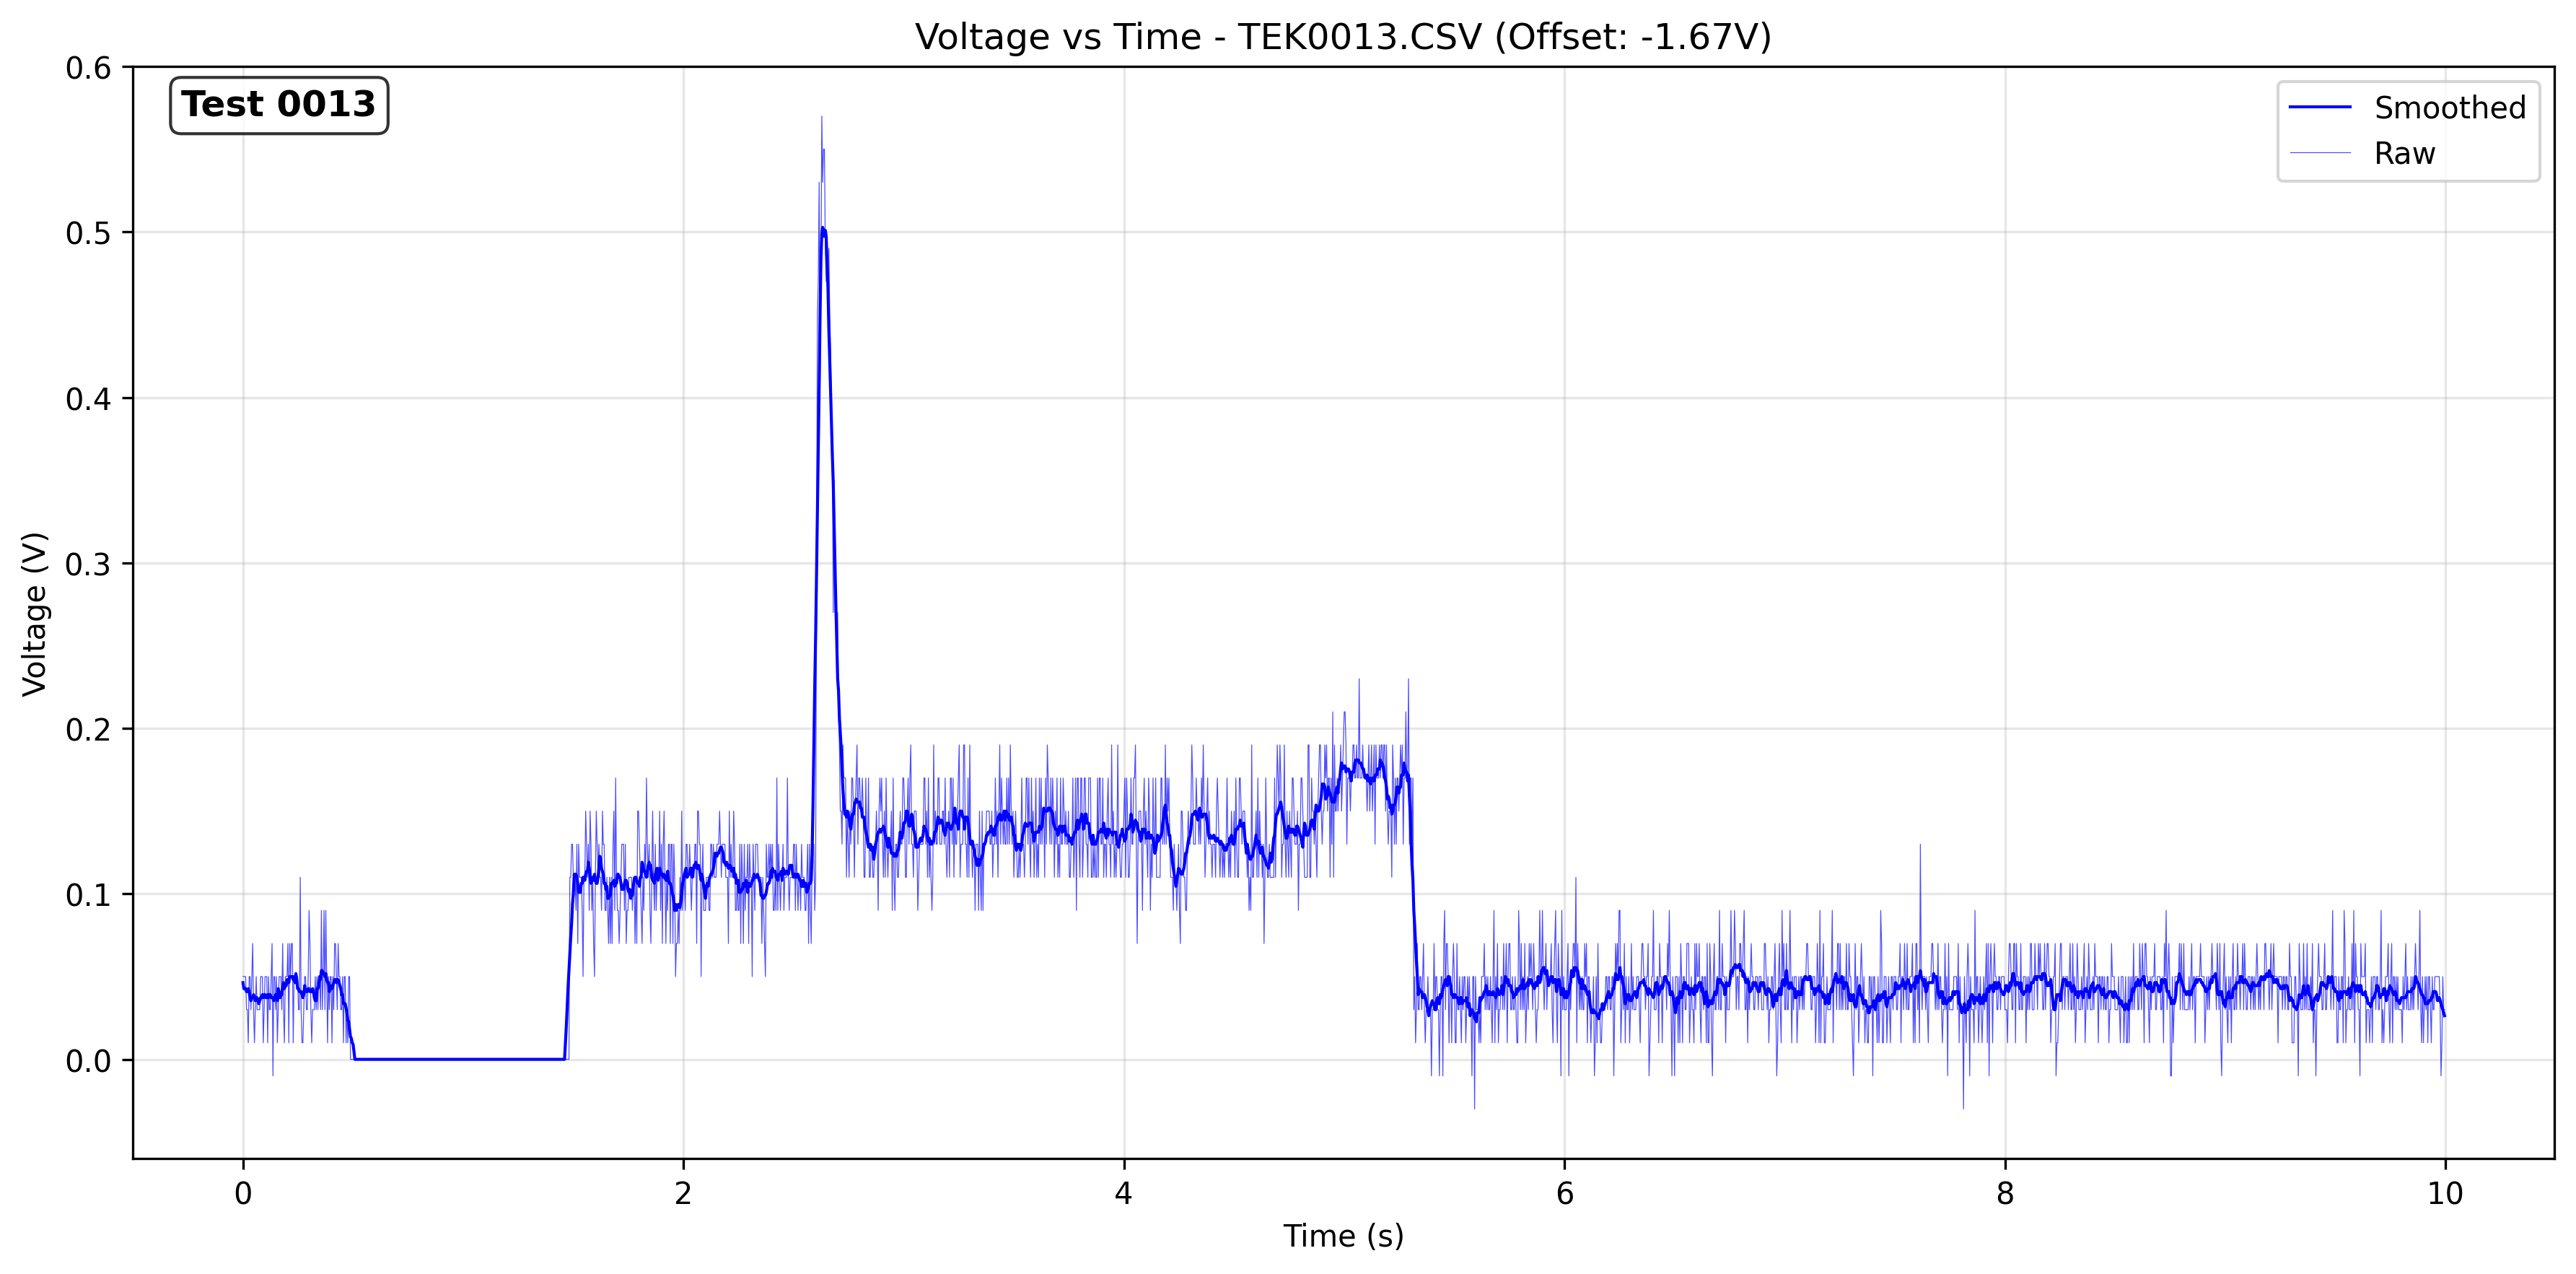 Voltage vs Time - TEK0013.CSV (Offset: -1.67V)
Test 0013
Smoothed
Raw
Voltage (V)
0.6
0.5
0.4
0.3
0.2
0.1
0.0
0 2 4 6 8 10
Time (s)